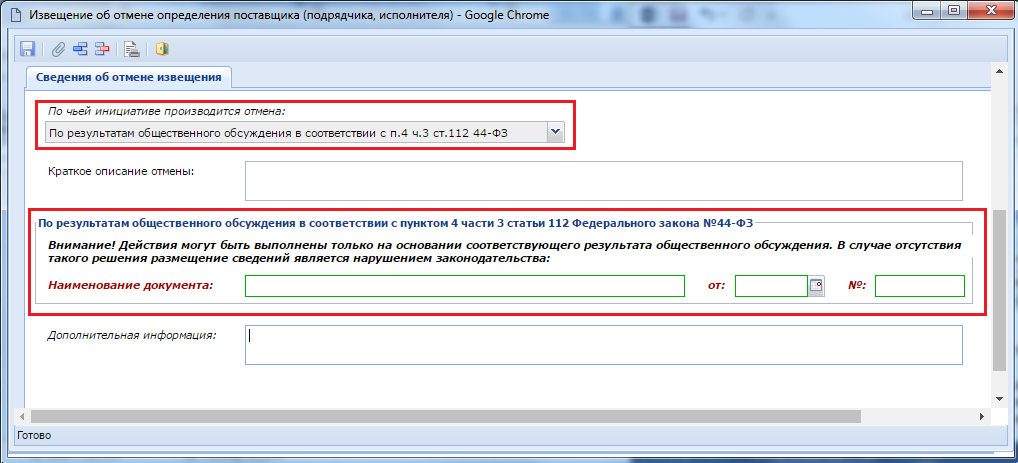 Извещение об отмене определения поставщика (подрядчика, исполнителя) - Google Chrome
Сведения об отмене извещения
По чьей инициативе производится отмена:
По результатам общественного обсуждения в соответствии с п.4 ч.3 ст.112 44-ФЗ
Краткое описание отмены:
По результатам общественного обсуждения в соответствии с пунктом 4 части 3 статьи 112 Федерального закона №44-ФЗ
Внимание! Действия могут быть выполнены только на основании соответствующего результата общественного обсуждения. В случае отсутствия
такого решения размещение сведений является нарушением законодательства:
Наименование документа: от: №:
Дополнительная информация:
Готово